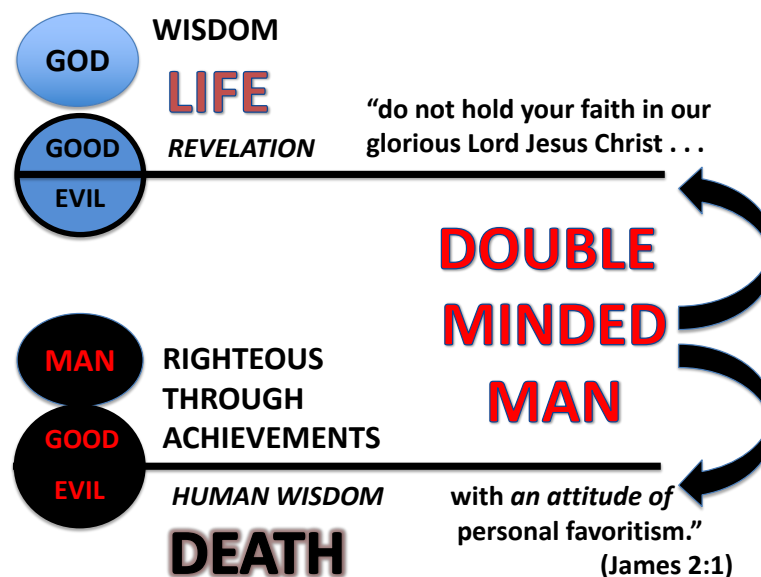 GOD
WISDOM
LIFE
GOOD
REVELATION
EVIL
“do not hold your faith in our
glorious Lord Jesus Christ . . .
DOUBLE
MINDED
MAN
MAN
RIGHTEOUS
THROUGH
ACHIEVEMENTS
GOOD
EVIL
HUMAN WISDOM
DEATH
with an attitude of
personal favoritism.”
(James 2:1)